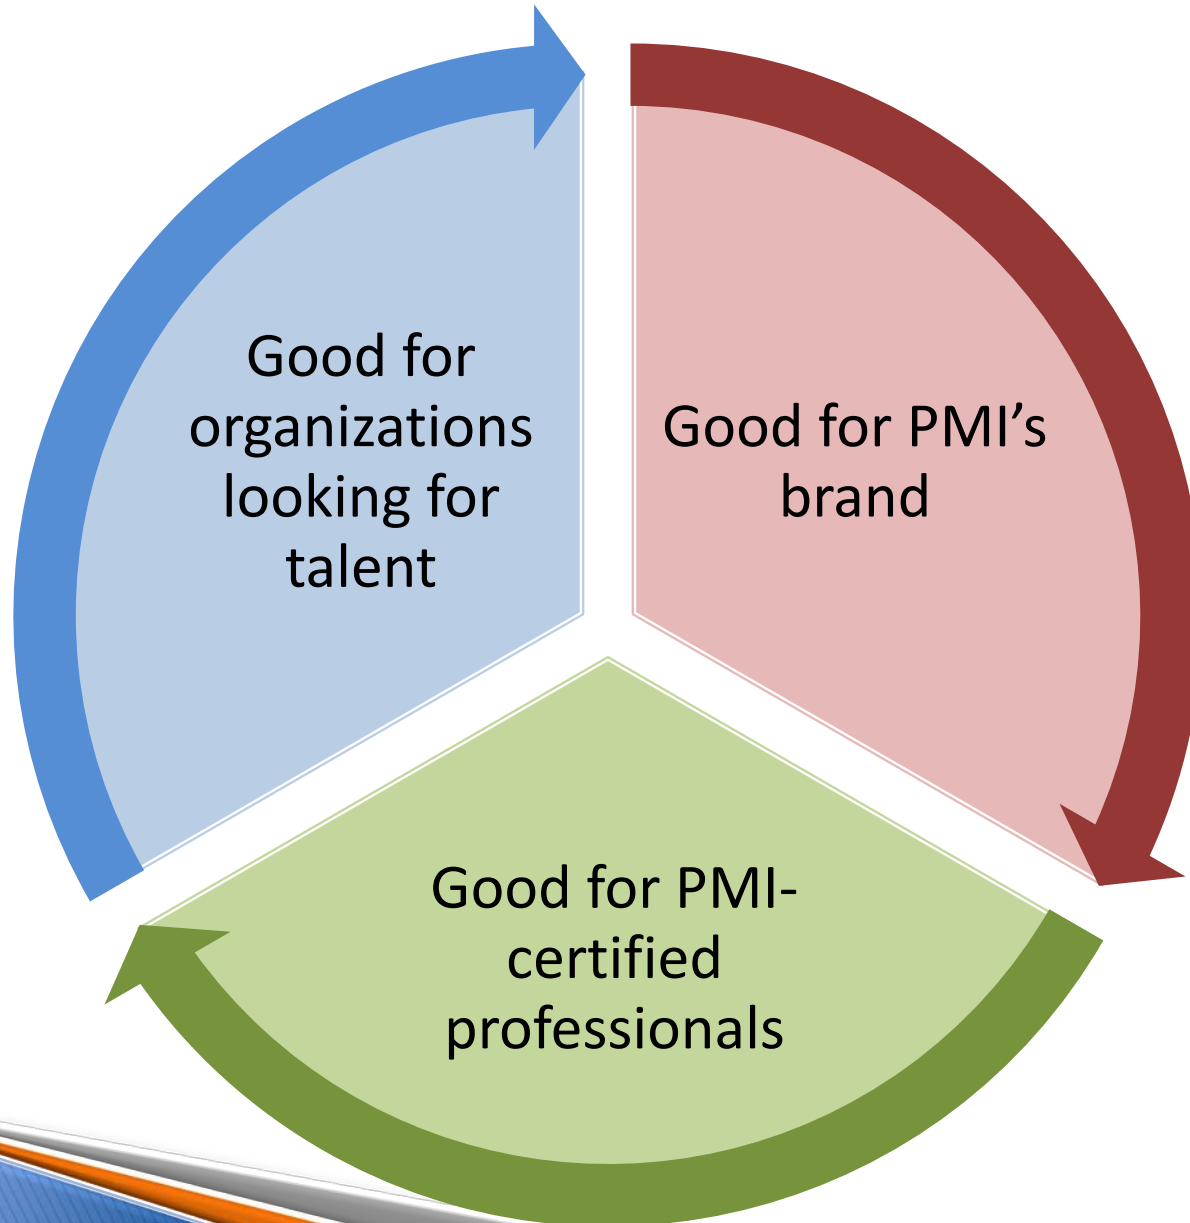 Good for
organizations
looking for
talent
Good for PMI’s
brand
Good for PMI-
certified
professionals